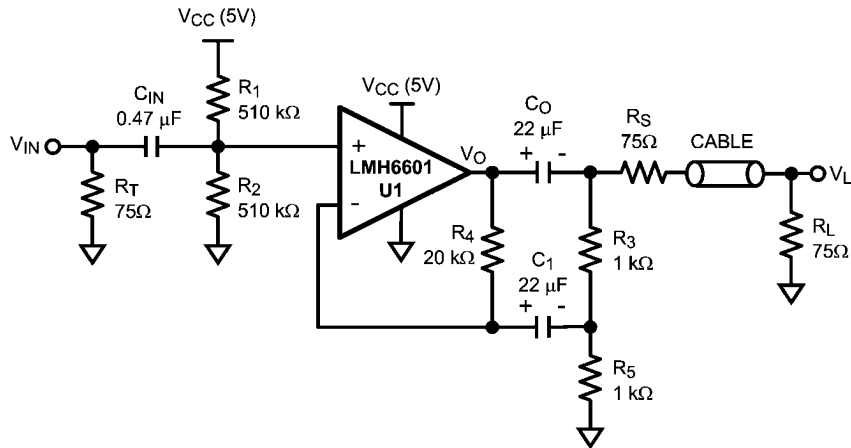 VCC (5V)
R1
510 kΩ
CIN
0.47 μF
VIN
RT
75Ω
R2
510 kΩ
VCC (5V)
+
LMH6601
U1
-
VO
CO
22 μF
+ -
RS
75Ω
CABLE
VL
R4
20 kΩ
C1
22 μF
+ -
R3
1 kΩ
RL
75Ω
R5
1 kΩ